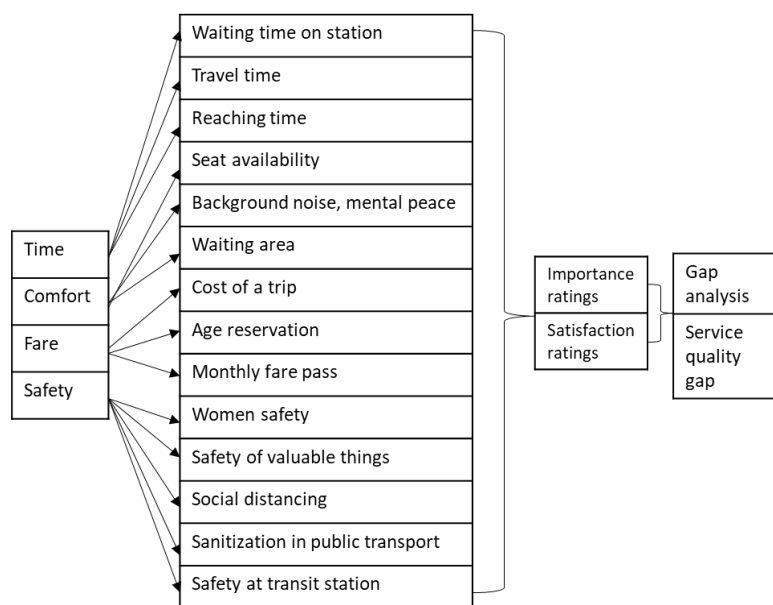 Time
Comfort
Fare
Safety
Waiting time on station
Travel time
Reaching time
Seat availability
Background noise, mental peace
Waiting area
Cost of a trip
Age reservation
Monthly fare pass
Women safety
Safety of valuable things
Social distancing
Sanitization in public transport
Safety at transit station
Importance
ratings
Satisfaction
ratings
Gap
analysis
Service
quality
gap